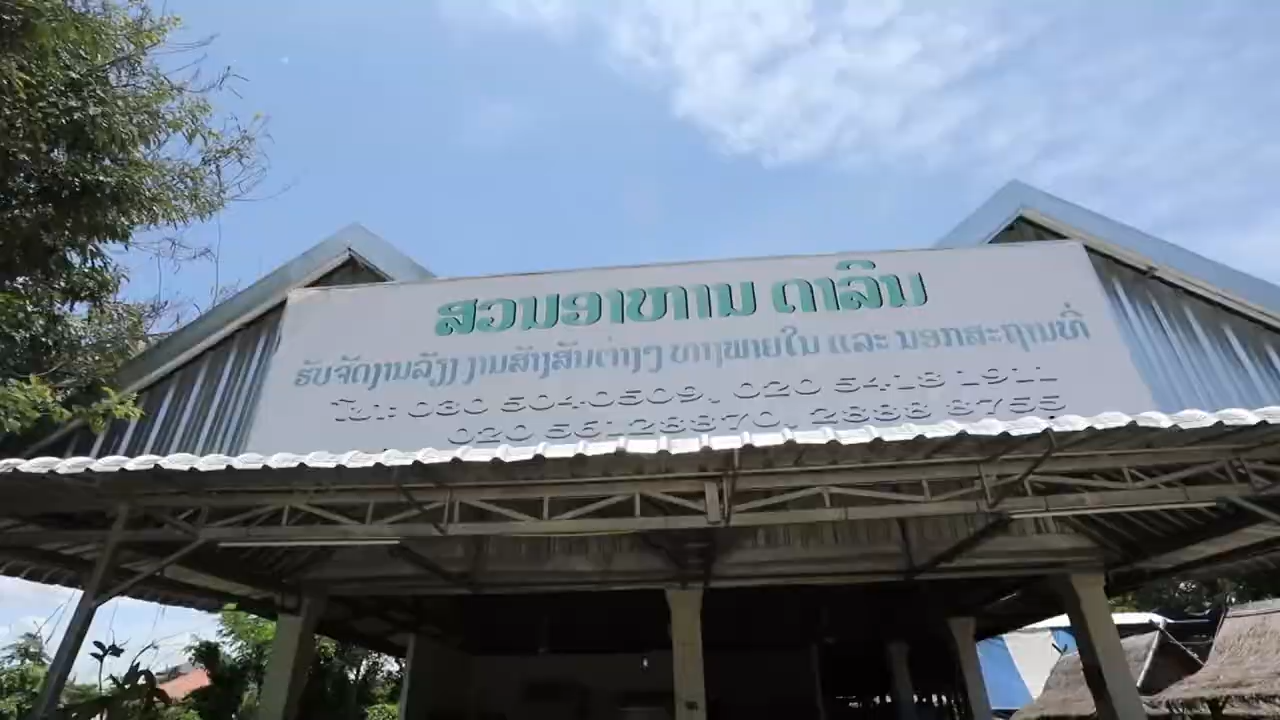 ສວນອາຫານ ດາລິນ
ຮັບຈັດງານລ້ຽງ ງານສ້າງສັນຕ່າງໆ ທາງພາຍໃນ ແລະ ນອກສະຖານທີ່
ໂທ: 030 5040509, 020 5418 1911
020 56128870, 2888 8755